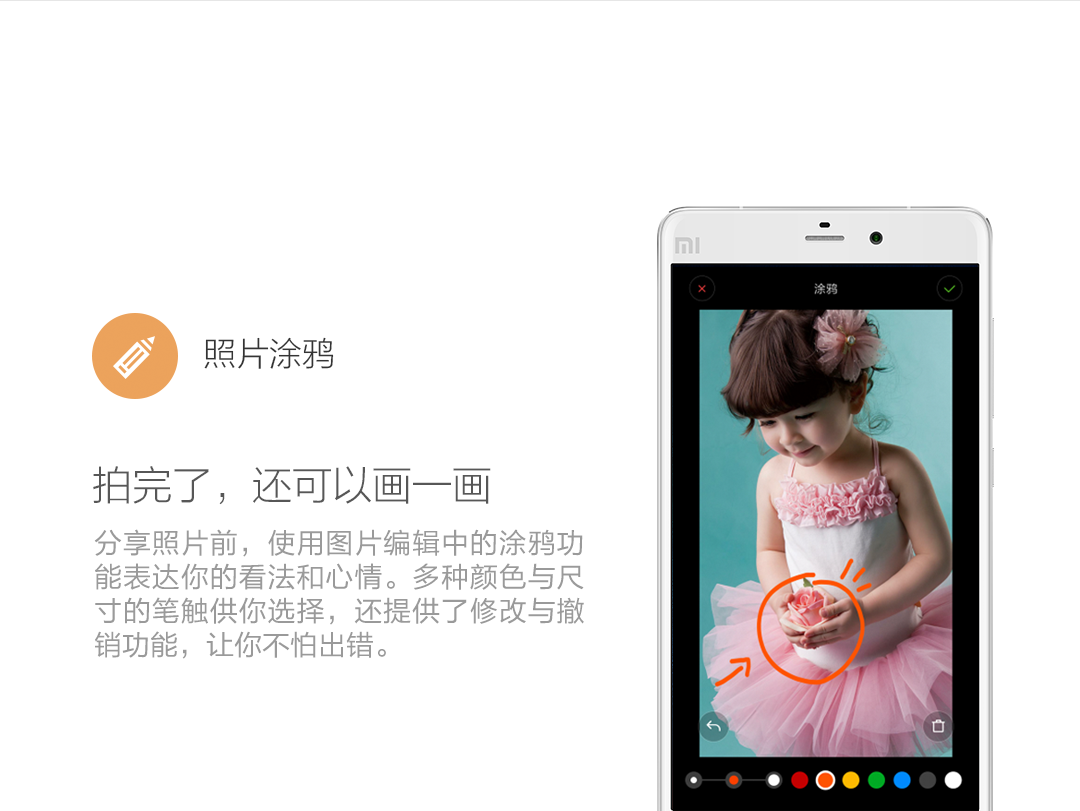 照片涂鸦
拍完了，还可以画一画
分享照片前，使用图片编辑中的涂鸦功
能表达你的看法和心情。多种颜色与尺
寸的笔触供你选择，还提供了修改与撤
销功能，让你不怕出错。
MI
涂鸦